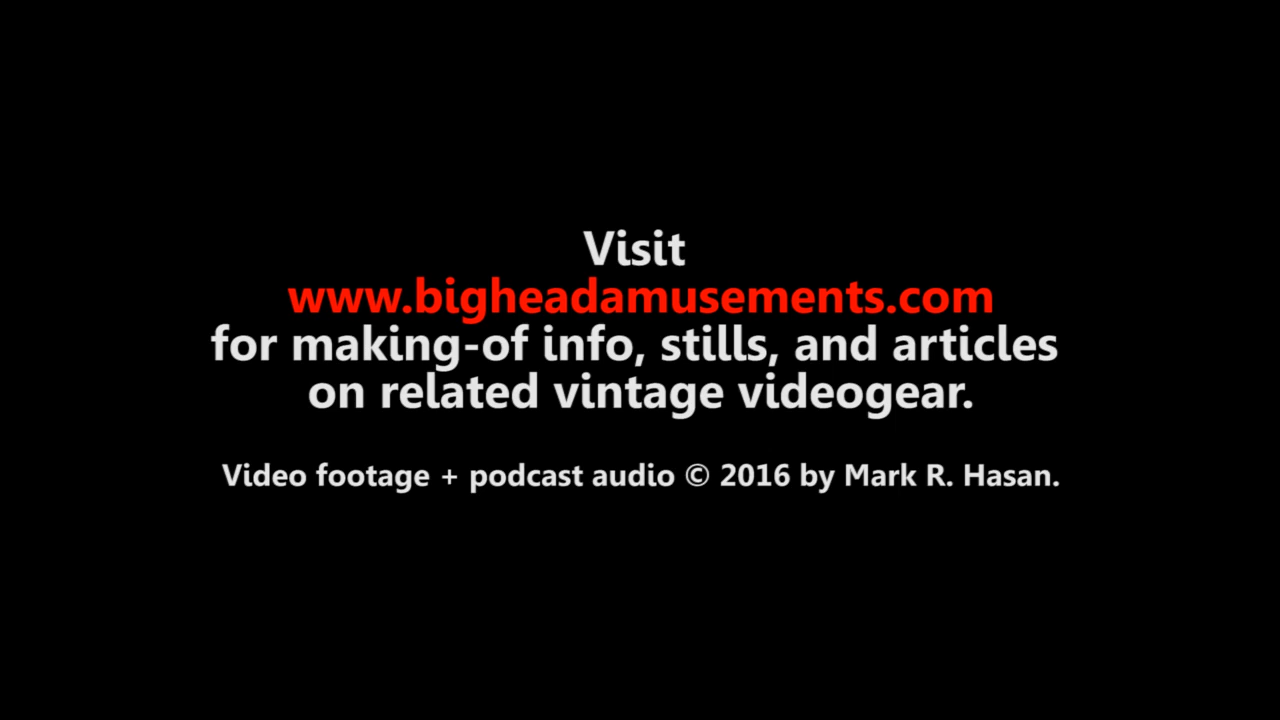 Visit
www.bigheadamusements.com
for making-of info, stills, and articles
on related vintage videogear.
Video footage + podcast audio © 2016 by Mark R. Hasan.